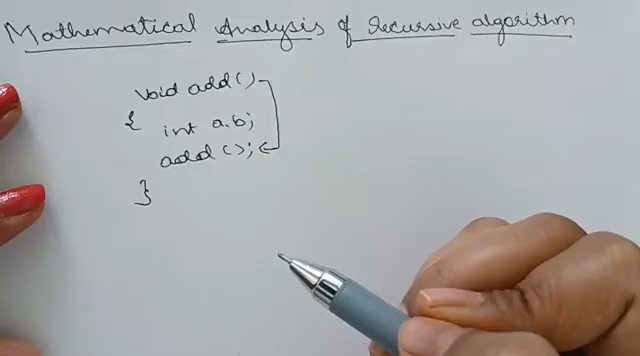 Mathematical Analysis of Recursive algorithm
void add()
{ int a.b;
add();
}